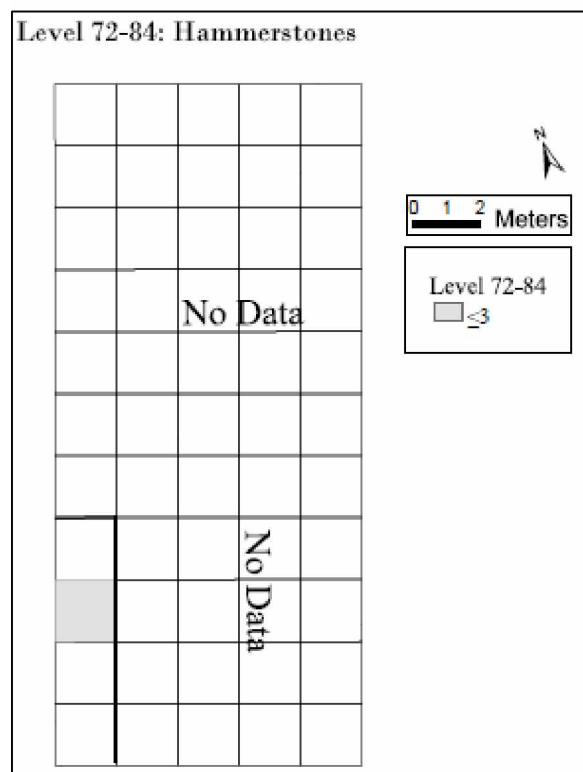 Level 72-84: Hammerstones
N
0 1 2 Meters
Level 72-84
≤3
No Data
No Data